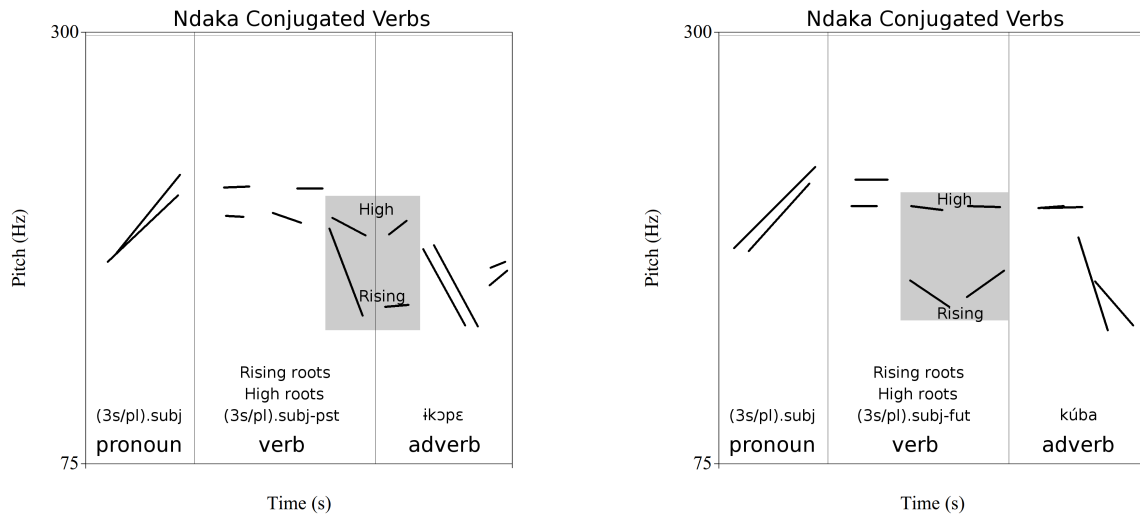 Ndaka Conjugated Verbs
300
Pitch (Hz)
High
Rising
Rising roots
High roots
(3s/pl).subj
(3s/pl).subj-pst
ɨkɔpɛ
pronoun
verb
adverb
75
Time (s)
Ndaka Conjugated Verbs
300
Pitch (Hz)
High
Rising
Rising roots
High roots
(3s/pl).subj
(3s/pl).subj-fut
kúba
pronoun
verb
adverb
75
Time (s)